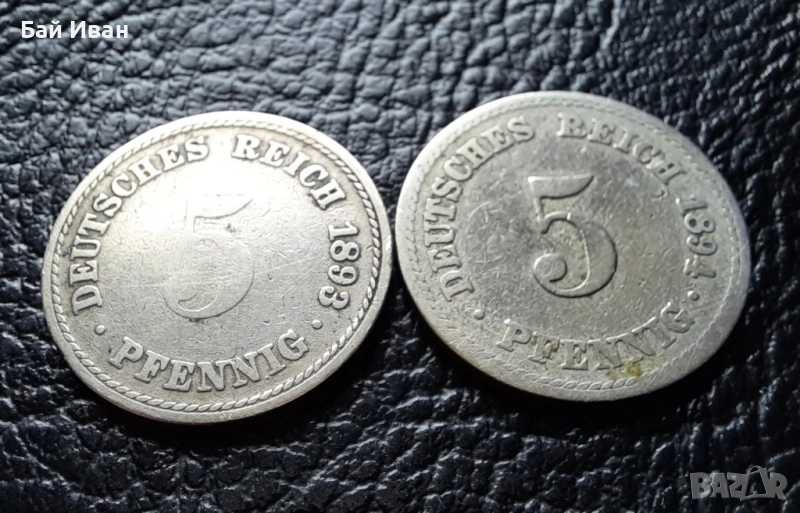 Бай Иван
DEUTSCHES REICH 1893
5
· PFENNIG ·
DEUTSCHES REICH 1894
5
· PFENNIG ·
BAZAR